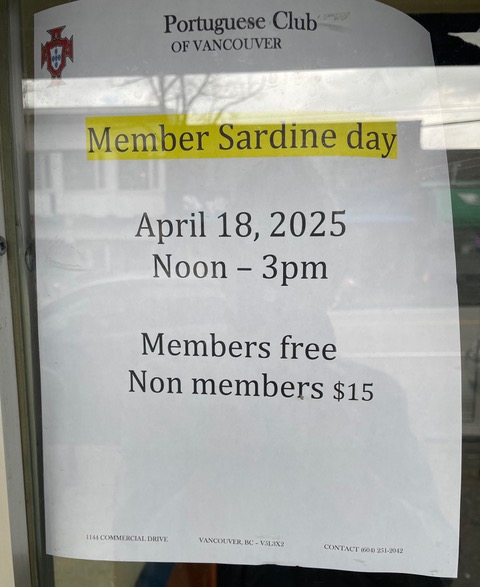 Portuguese Club
OF VANCOUVER
Member Sardine day
April 18, 2025
Noon – 3pm
Members free
Non members $15
1144 COMMERCIAL DRIVE VANCOUVER, BC – V5L3X2 CONTACT (604) 251-2042